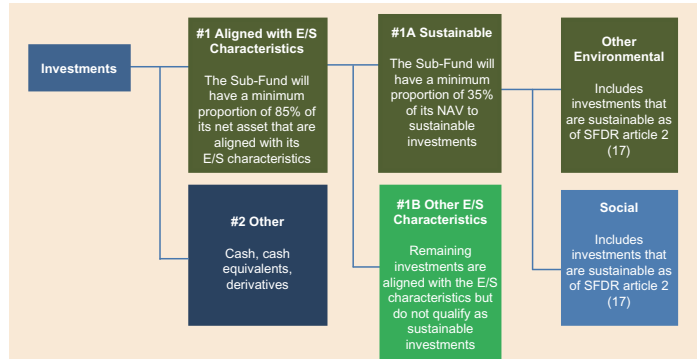 Investments
#1 Aligned with E/S
Characteristics
The Sub-Fund will
have a minimum
proportion of 85% of
its net asset that are
aligned with its
E/S characteristics
#2 Other
Cash, cash
equivalents,
derivatives
#1A Sustainable
The Sub-Fund will
have a minimum
proportion of 35%
of its NAV to
sustainable
investments
#1B Other E/S
Characteristics
Remaining
investments are
aligned with the E/S
characteristics but
do not qualify as
sustainable
investments
Other
Environmental
Includes
investments that
are sustainable as
of SFDR article 2
(17)
Social
Includes
investments that
are sustainable as
of SFDR article 2
(17)